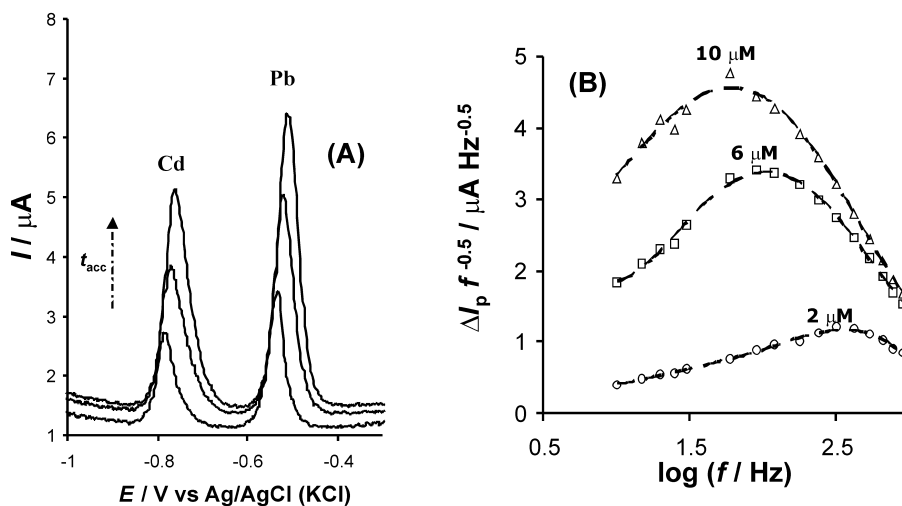 8
7
6
5
4
3
2
1
I / μA
Cd
Pb
(A)
t acc
-1
-0.8
-0.6
-0.4
E / V vs Ag/AgCl (KCl)
5
4
3
2
1
0
ΔIp f -0.5 / μA Hz-0.5
(B)
10 μM
6 μM
2 μM
0.5
1.5
2.5
log (f / Hz)